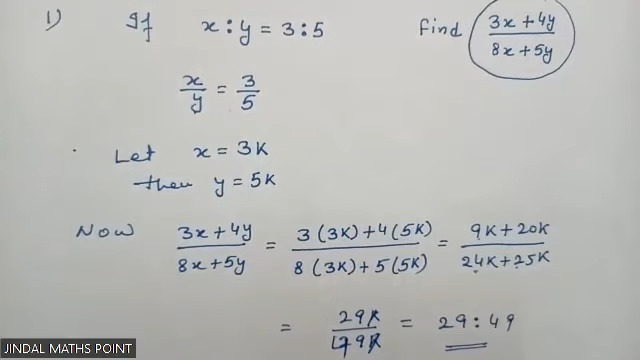 1) If x : y = 3 : 5 Find (3x + 4y)/(8x + 5y)
x/y = 3/5
Let x = 3K
then y = 5K
Now (3x + 4y)/(8x + 5y) = (3(3K) + 4(5K))/(8(3K) + 5(5K)) = (9K + 20K)/(24K + 25K)
= 29K/49K = 29 : 49
JINDAL MATHS POINT